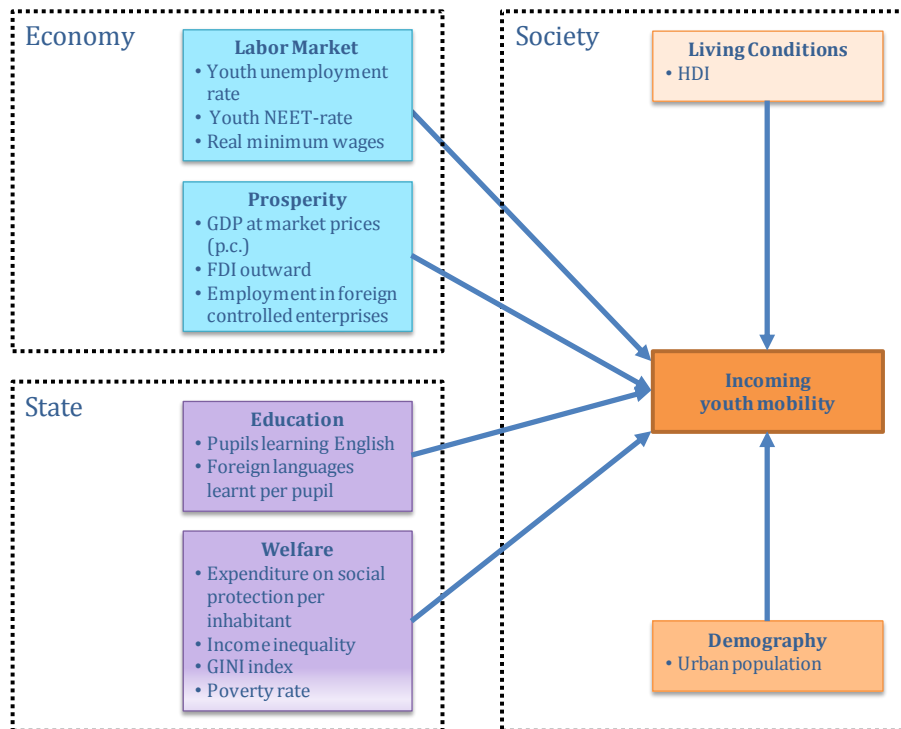 Economy
Labor Market
• Youth unemployment
rate
• Youth NEET-rate
• Real minimum wages
Prosperity
• GDP at market prices
(p.c.)
• FDI outward
• Employment in foreign
controlled enterprises
State
Education
• Pupils learning English
• Foreign languages
learnt per pupil
Welfare
• Expenditure on social
protection per
inhabitant
• Income inequality
• GINI index
• Poverty rate
Society
Living Conditions
• HDI
Incoming
youth mobility
Demography
• Urban population